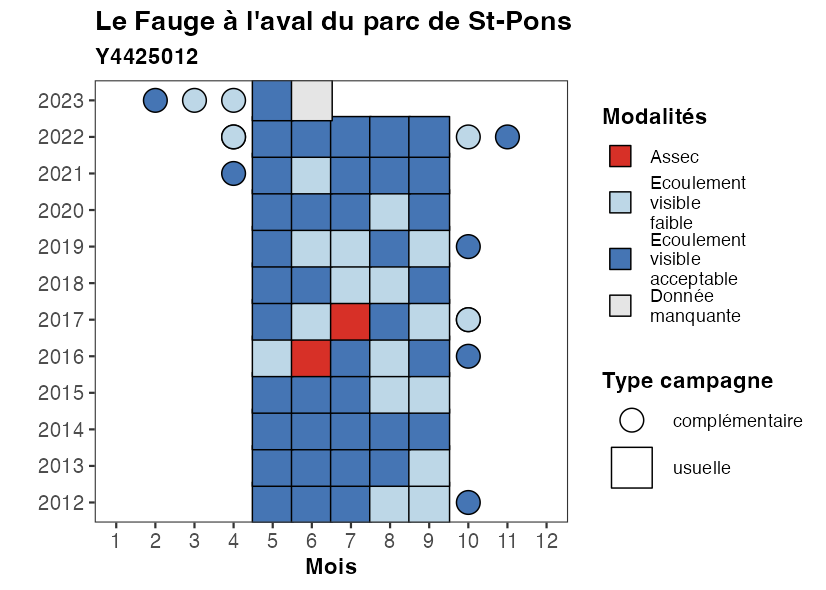 Le Fauge à l'aval du parc de St-Pons
Y4425012
2023
2022
2021
2020
2019
2018
2017
2016
2015
2014
2013
2012
1 2 3 4 5 6 7 8 9 10 11 12
Mois
Modalités
Assec
Ecoulement
visible
faible
Ecoulement
visible
acceptable
Donnée
manquante
Type campagne
complémentaire
usuelle